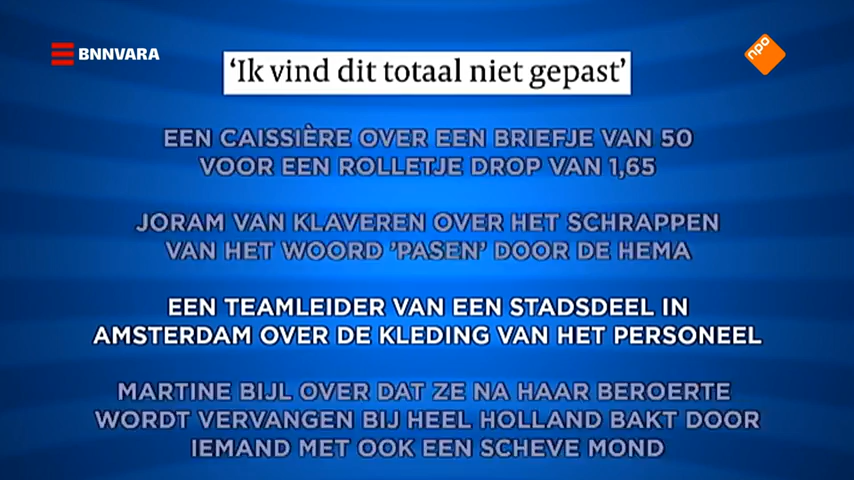 BNNVARA
npo
‘Ik vind dit totaal niet gepast’
EEN CAISSIÈRE OVER EEN BRIEFJE VAN 50
VOOR EEN ROLLETJE DROP VAN 1,65
JORAM VAN KLAVEREN OVER HET SCHRAPPEN
VAN HET WOORD ’PASEN’ DOOR DE HEMA
EEN TEAMLEIDER VAN EEN STADSDEEL IN
AMSTERDAM OVER DE KLEDING VAN HET PERSONEEL
MARTINE BIJL OVER DAT ZE NA HAAR BEROERTE
WORDT VERVANGEN BIJ HEEL HOLLAND BAKT DOOR
IEMAND MET OOK EEN SCHEVE MOND